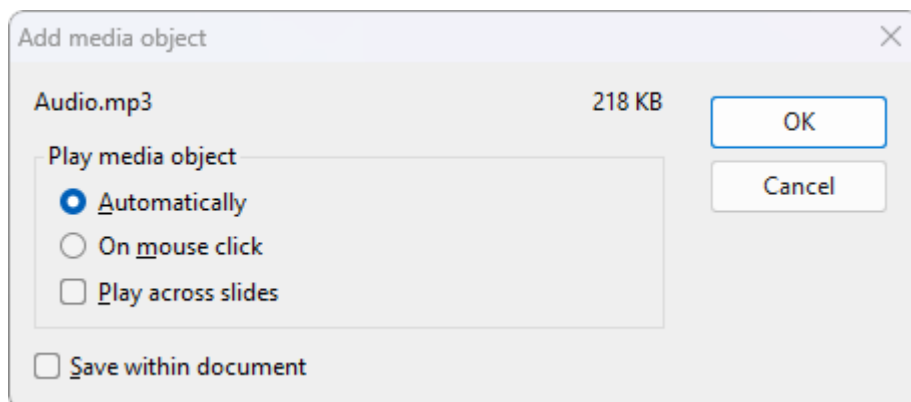 Add media object
Audio.mp3 218 KB
OK
Play media object
Automatically
Cancel
On mouse click
Play across slides
Save within document